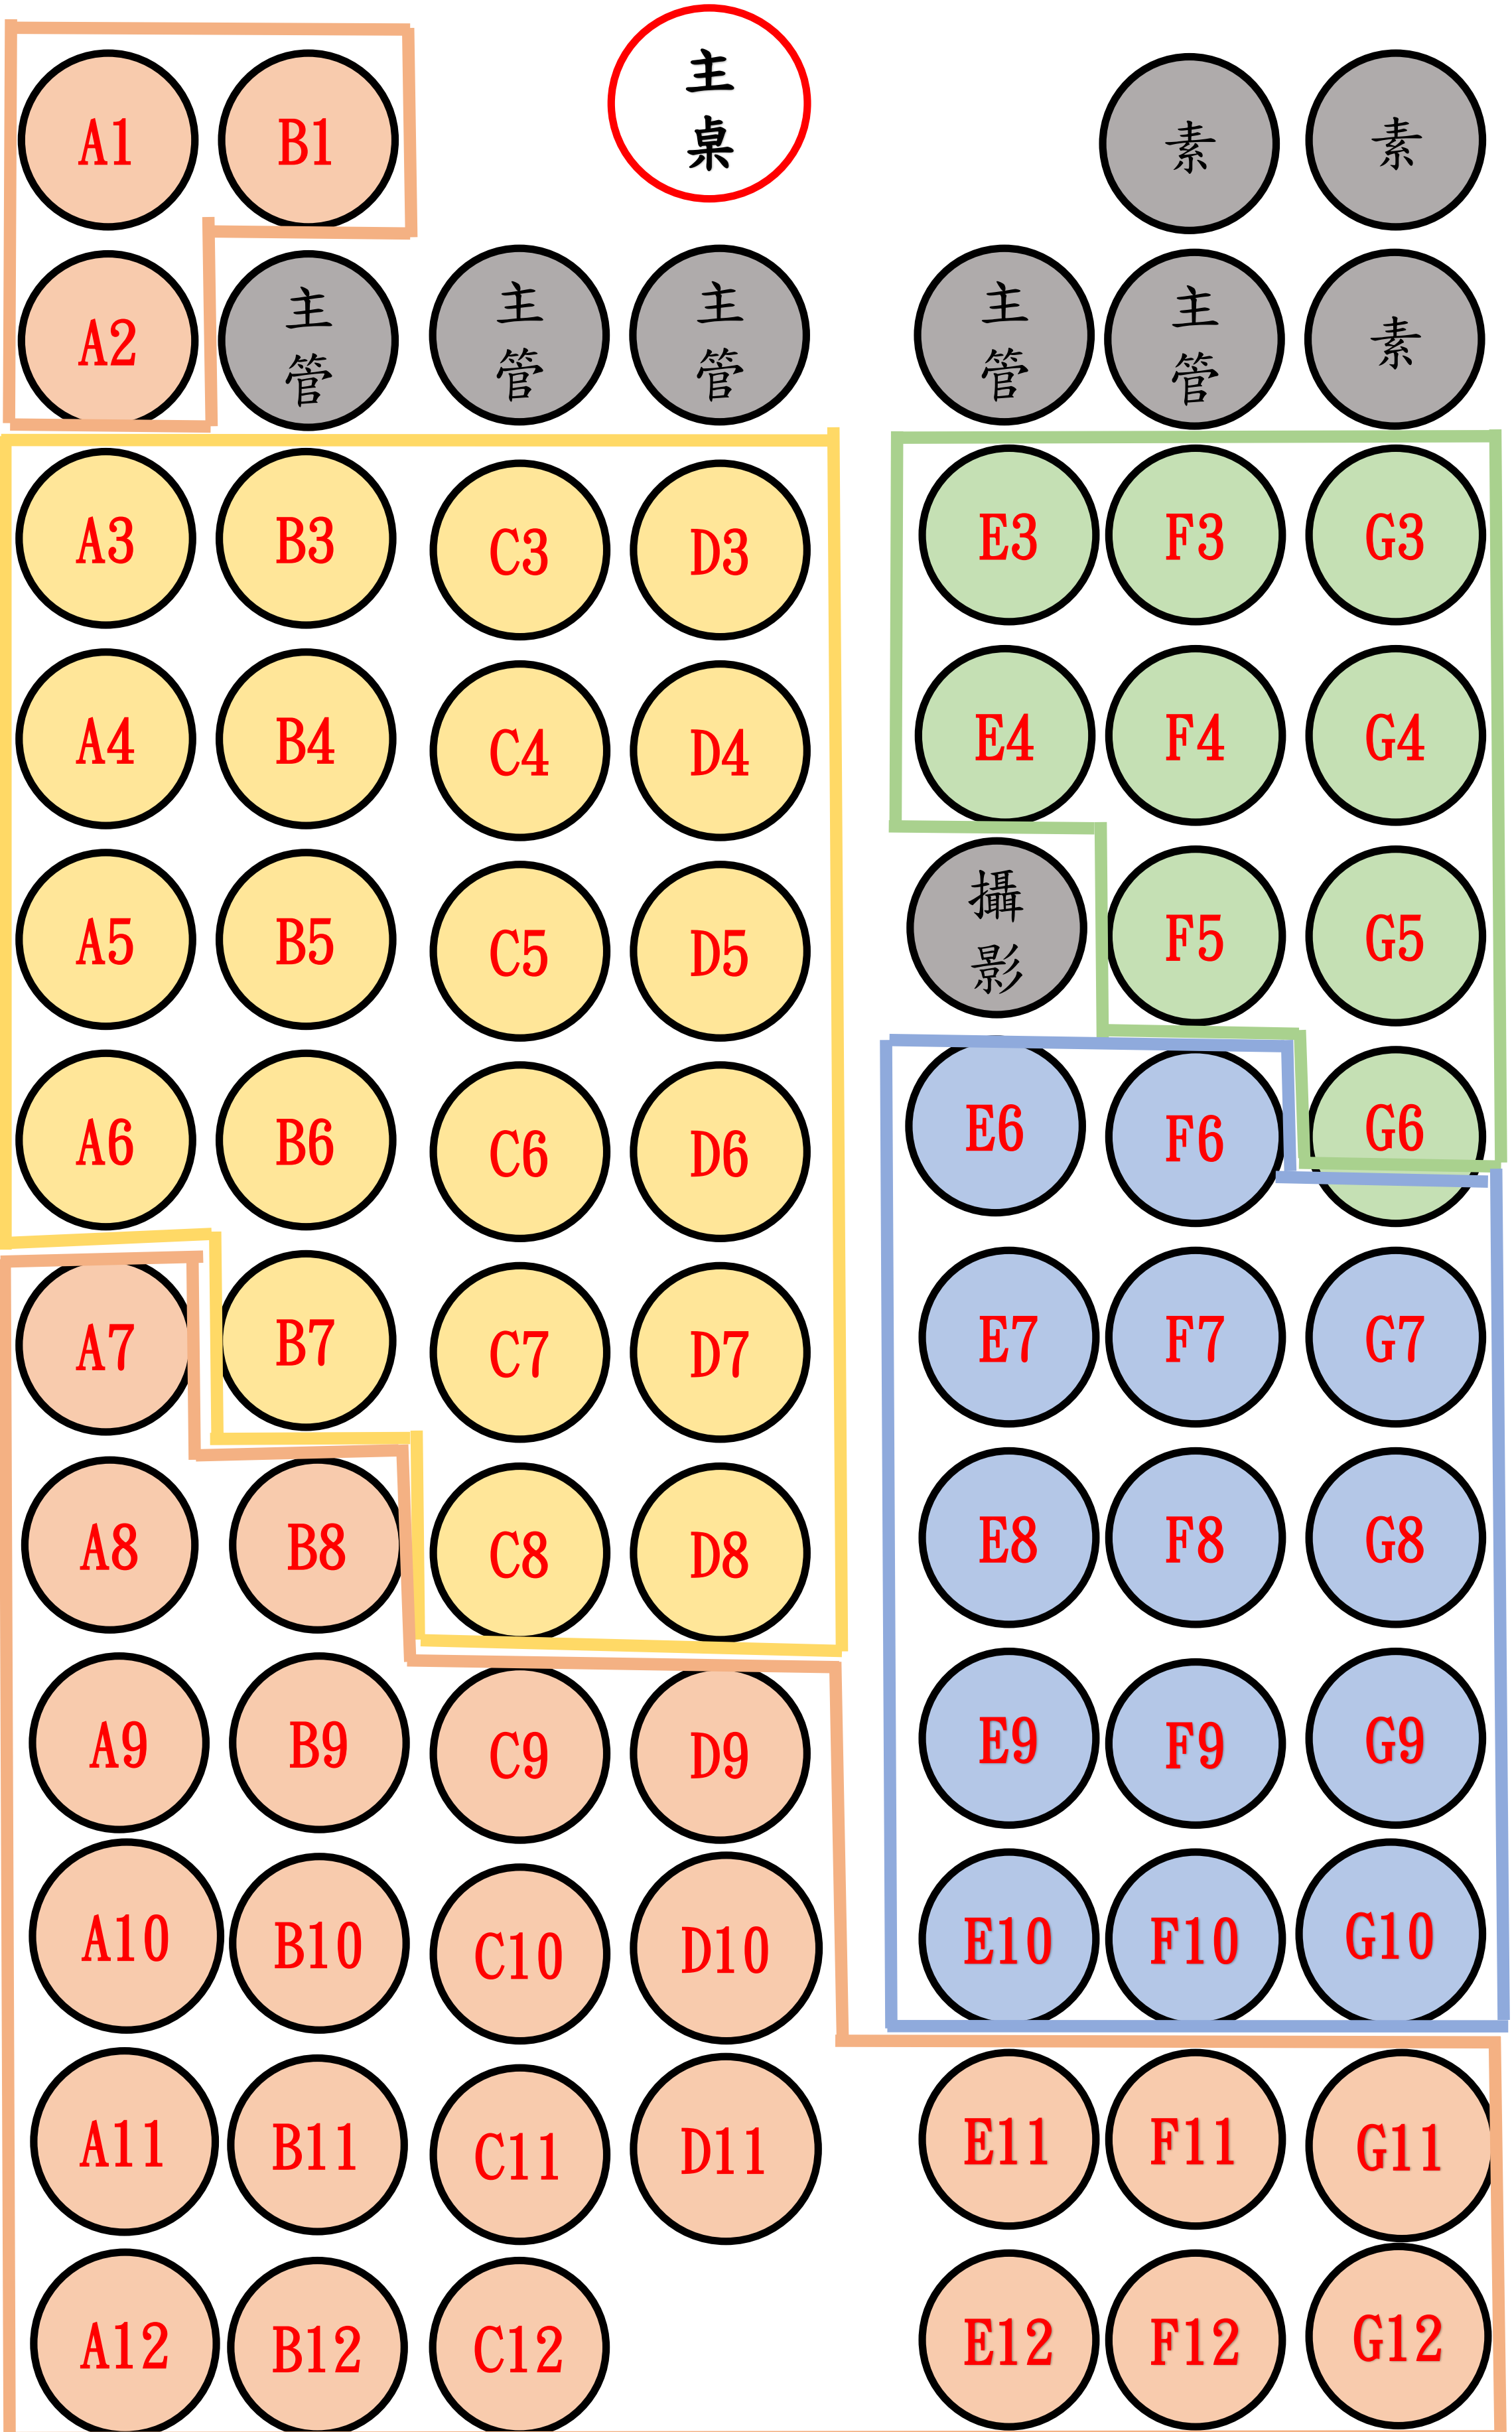 主桌
A1 B1 素 素
A2 主管 主管 主管 主管 主管 素
A3 B3 C3 D3 E3 F3 G3
A4 B4 C4 D4 E4 F4 G4
A5 B5 C5 D5 攝影 F5 G5
A6 B6 C6 D6 E6 F6 G6
A7 B7 C7 D7 E7 F7 G7
A8 B8 C8 D8 E8 F8 G8
A9 B9 C9 D9 E9 F9 G9
A10 B10 C10 D10 E10 F10 G10
A11 B11 C11 D11 E11 F11 G11
A12 B12 C12 E12 F12 G12